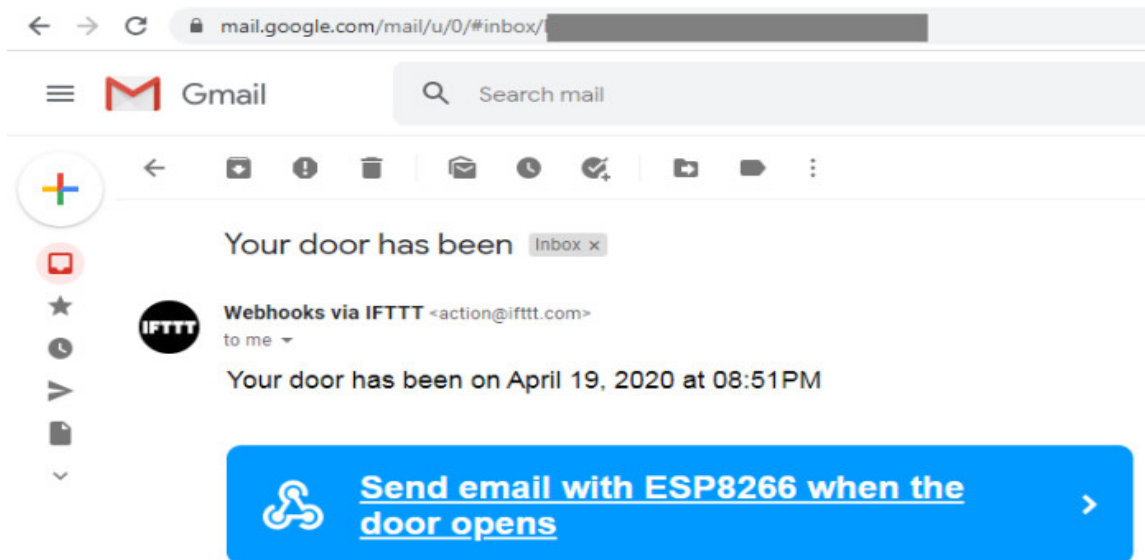 mail.google.com/mail/u/0/#inbox/
Gmail
Search mail
Your door has been Inbox x
IFTTT
Webhooks via IFTTT <action@ifttt.com>
to me
Your door has been on April 19, 2020 at 08:51PM
Send email with ESP8266 when the
door opens